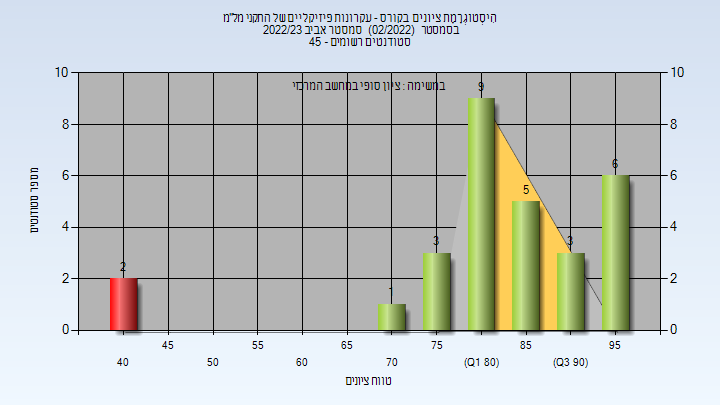 היסטוגרמת ציונים בקורס - עקרונות פיזיקליים של התקני מל"מ
בסמסטר (02/2022) סמסטר אביב 2022/23
סטודנטים רשומים - 45
במשימה : ציון סופי במחשב המרכזי
מספר סטודנטים
10 8 6 4 2 0
10 8 6 4 2 0
2 1 3 9 5 3 6
45 55 65 75 85 95
40 50 60 70 (Q1 80) (Q3 90)
טווח ציונים